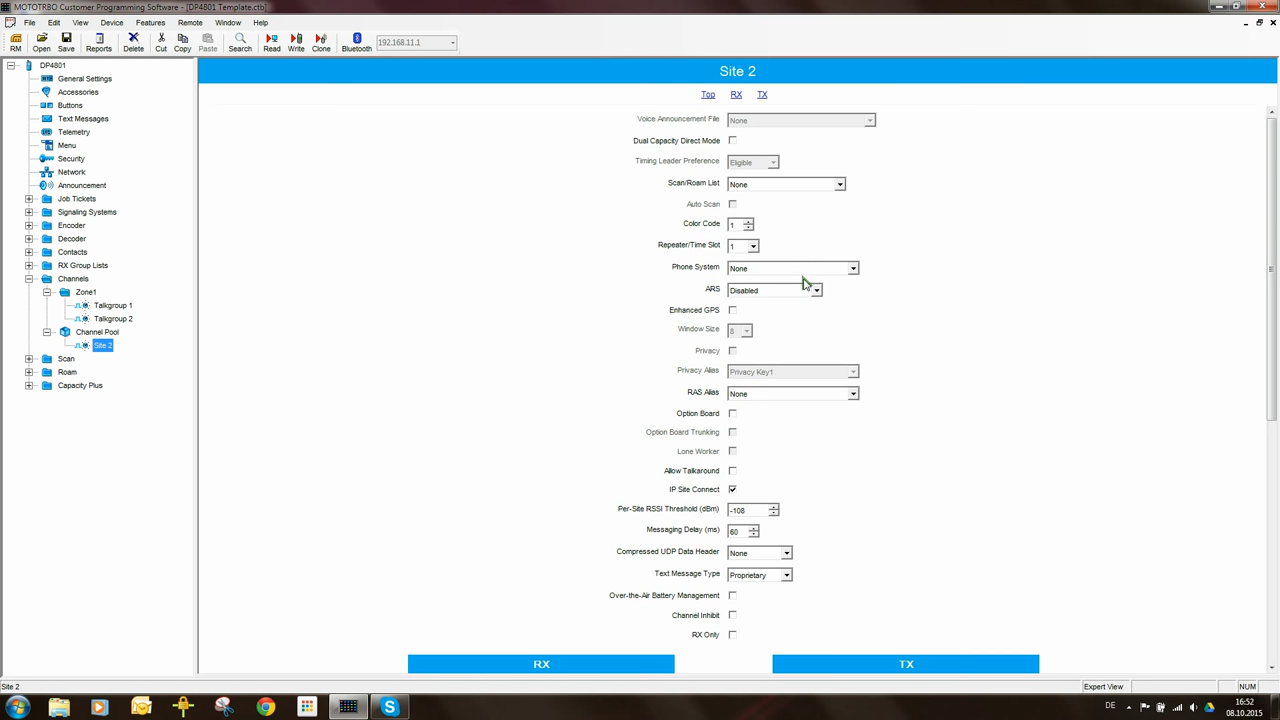 MOTOTRBO Customer Programming Software - [DP4801 Template.ctb]
File Edit View Device Features Remote Window Help
RM Open Save Reports Delete Cut Copy Paste Search Read Write Clone Bluetooth 192.168.11.1
DP4801
General Settings
Accessories
Buttons
Text Messages
Telemetry
Menu
Security
Network
Announcement
Job Tickets
Signaling Systems
Encoder
Decoder
Contacts
RX Group Lists
Channels
Zone1
Talkgroup 1
Talkgroup 2
Channel Pool
Site 2
Scan
Roam
Capacity Plus
Site 2
Top RX TX
Voice Announcement File None
Dual Capacity Direct Mode
Timing Leader Preference Eligible
Scan/Roam List None
Auto Scan
Color Code 1
Repeater/Time Slot 1
Phone System None
ARS Disabled
Enhanced GPS
Window Size 8
Privacy
Privacy Alias Privacy Key1
RAS Alias None
Option Board
Option Board Trunking
Lone Worker
Allow Talkaround
IP Site Connect
Per-Site RSSI Threshold (dBm) -108
Messaging Delay (ms) 60
Compressed UDP Data Header None
Text Message Type Proprietary
Over-the-Air Battery Management
Channel Inhibit
RX Only
RX TX
Site 2 Expert View NUM
DE 16:52
08.10.2015